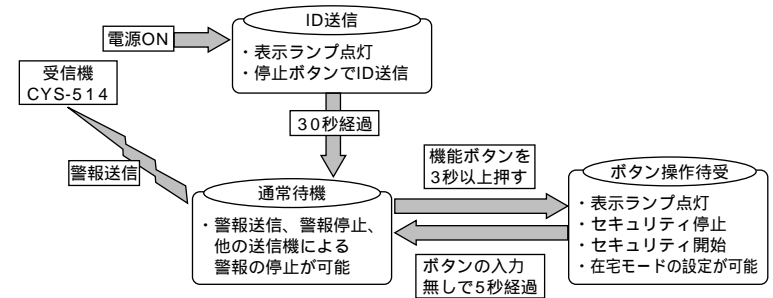 ID送信
電源ON
・表示ランプ点灯
・停止ボタンでID送信
受信機
CYS-514
30秒経過
警報送信
機能ボタンを
3秒以上押す
通常待機
・警報送信、警報停止、
他の送信機による
警報の停止が可能
ボタン操作待受
・表示ランプ点灯
・セキュリティ停止
・セキュリティ開始
・在宅モードの設定が可能
ボタンの入力
無しで5秒経過